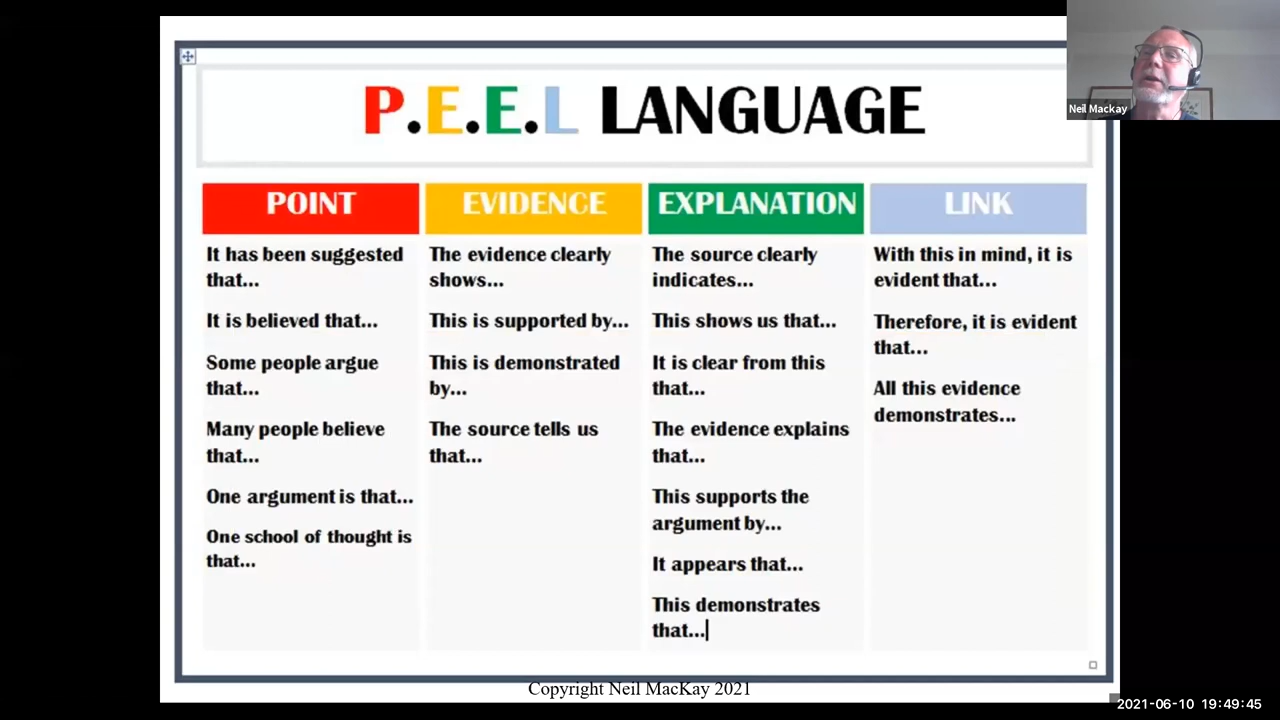 P.E.E.L LANGUAGE
Neil Mackay
POINT
It has been suggested
that...
It is believed that...
Some people argue
that...
Many people believe
that...
One argument is that...
One school of thought is
that...
EVIDENCE
The evidence clearly
shows...
This is supported by...
This is demonstrated
by...
The source tells us
that...
EXPLANATION
The source clearly
indicates...
This shows us that...
It is clear from this
that...
The evidence explains
that...
This supports the
argument by...
It appears that...
This demonstrates
that...
LINK
With this in mind, it is
evident that...
Therefore, it is evident
that...
All this evidence
demonstrates...
Copyright Neil MacKay 2021
2021-06-10 19:49:45